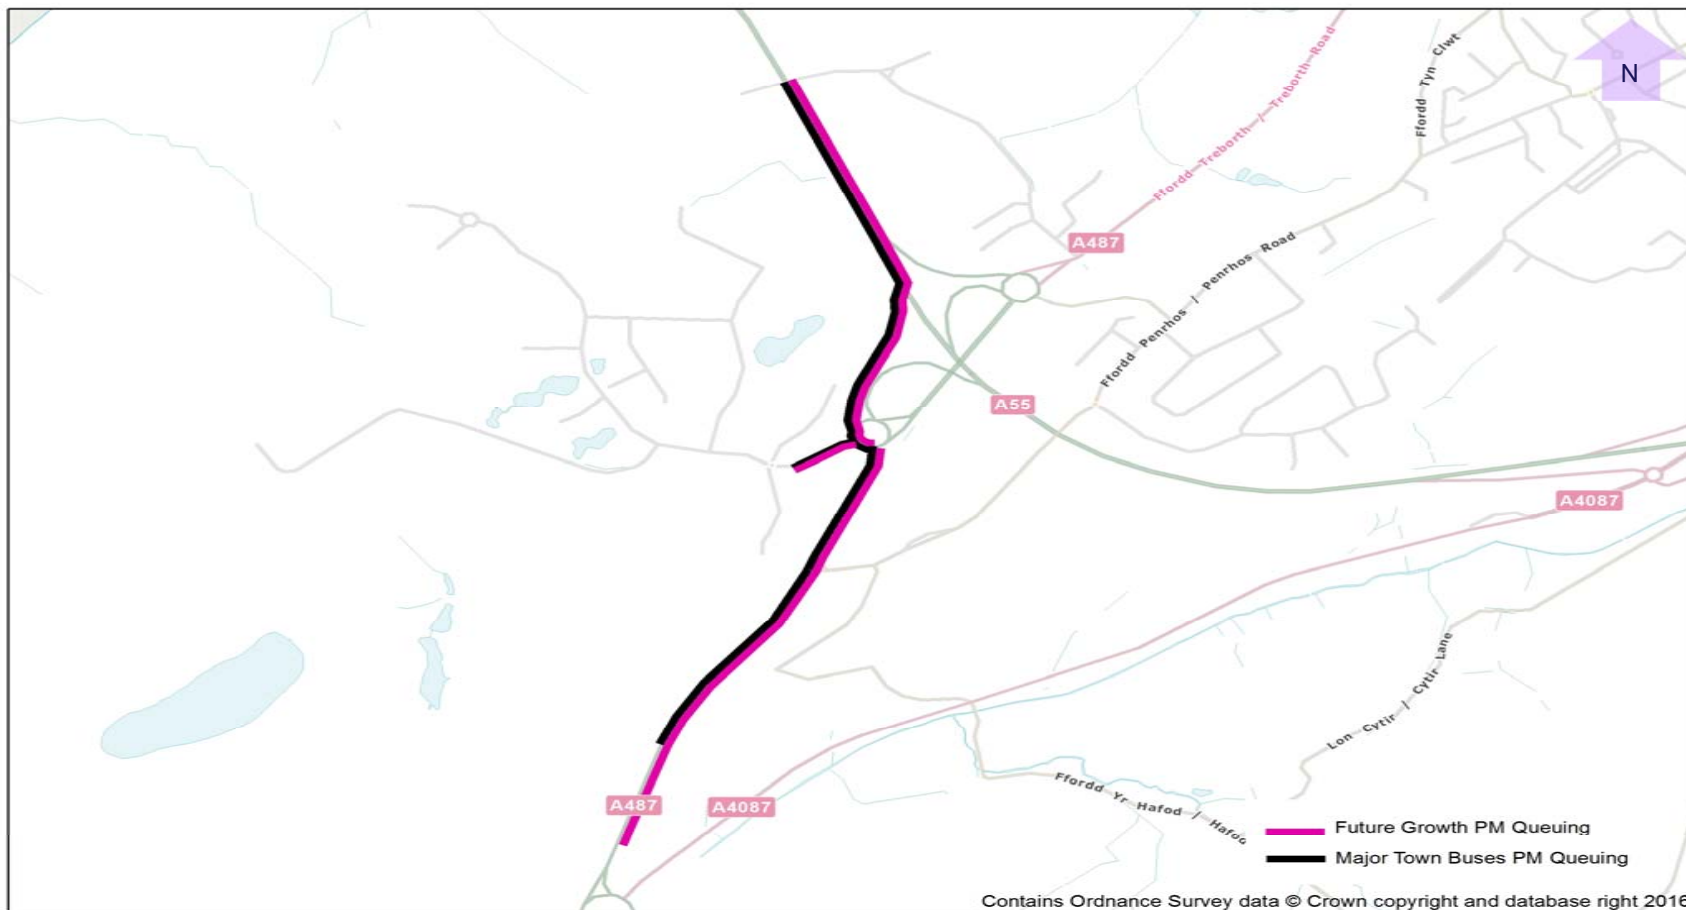 N
Ffordd Tyn Clwt
Ffordd Treborth / Treborth Road
A487
Ffordd Penrhos / Penrhos Road
A55
A4087
Lon Cytir / Cytir Lane
A487
A4087
Ffordd Yr Hafod / Hafod
Future Growth PM Queuing
Major Town Buses PM Queuing
Contains Ordnance Survey data © Crown copyright and database right 2016